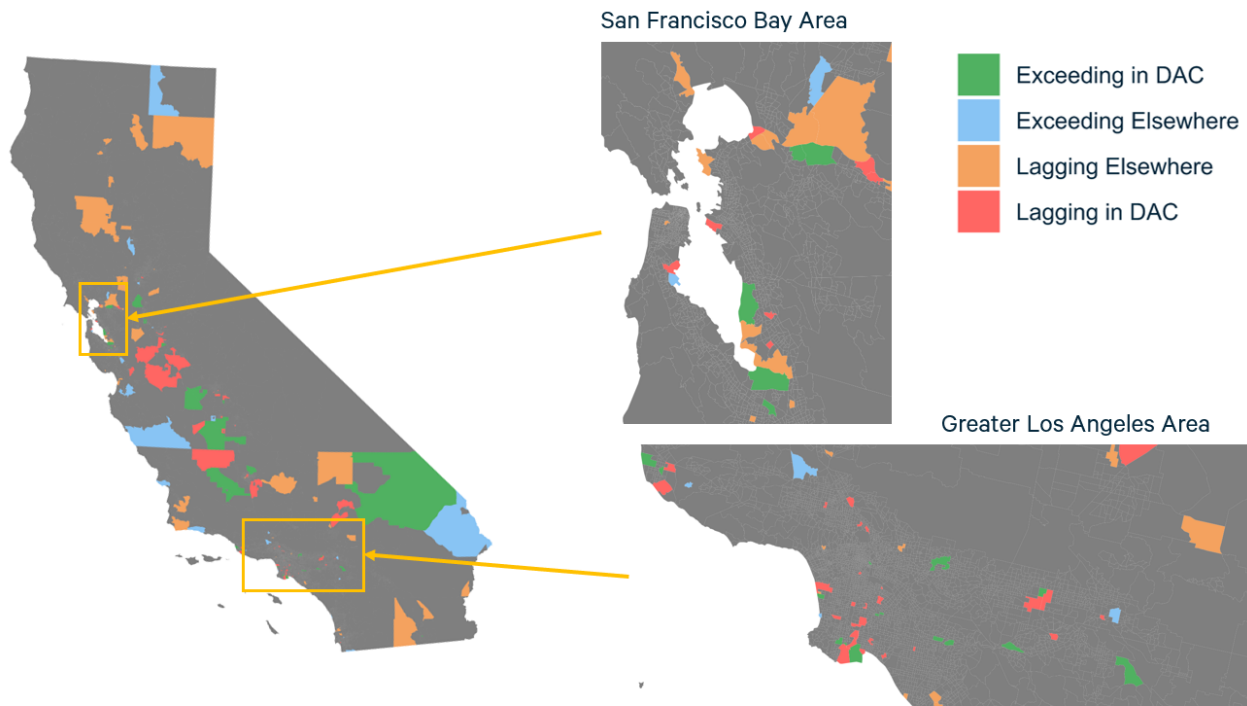 San Francisco Bay Area
Exceeding in DAC
Exceeding Elsewhere
Lagging Elsewhere
Lagging in DAC
Greater Los Angeles Area